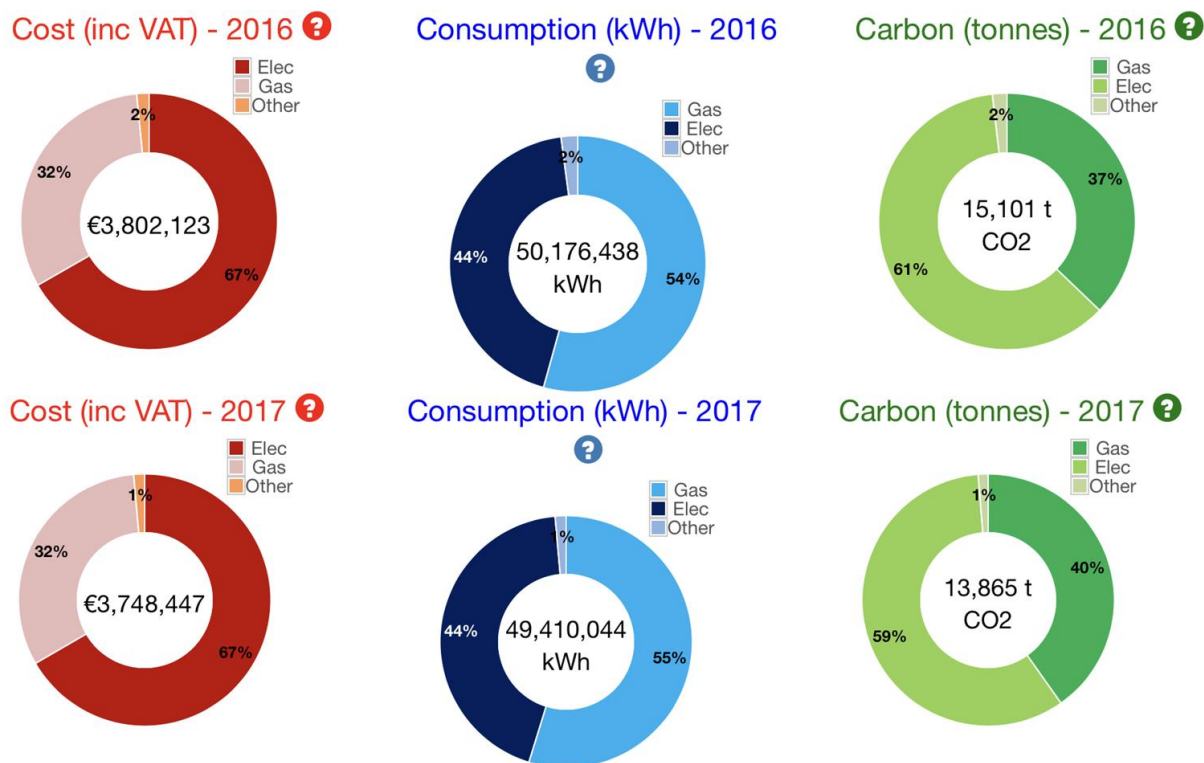 Cost (inc VAT) - 2016 ?
Elec
Gas
Other
2%
32%
€3,802,123
67%
Consumption (kWh) - 2016
?
Gas
Elec
Other
2%
44%
50,176,438
kWh
54%
Carbon (tonnes) - 2016 ?
Gas
Elec
Other
2%
37%
15,101 t
CO2
61%
Cost (inc VAT) - 2017 ?
Elec
Gas
Other
1%
32%
€3,748,447
67%
Consumption (kWh) - 2017
?
Gas
Elec
Other
1%
44%
49,410,044
kWh
55%
Carbon (tonnes) - 2017 ?
Gas
Elec
Other
1%
40%
13,865 t
CO2
59%